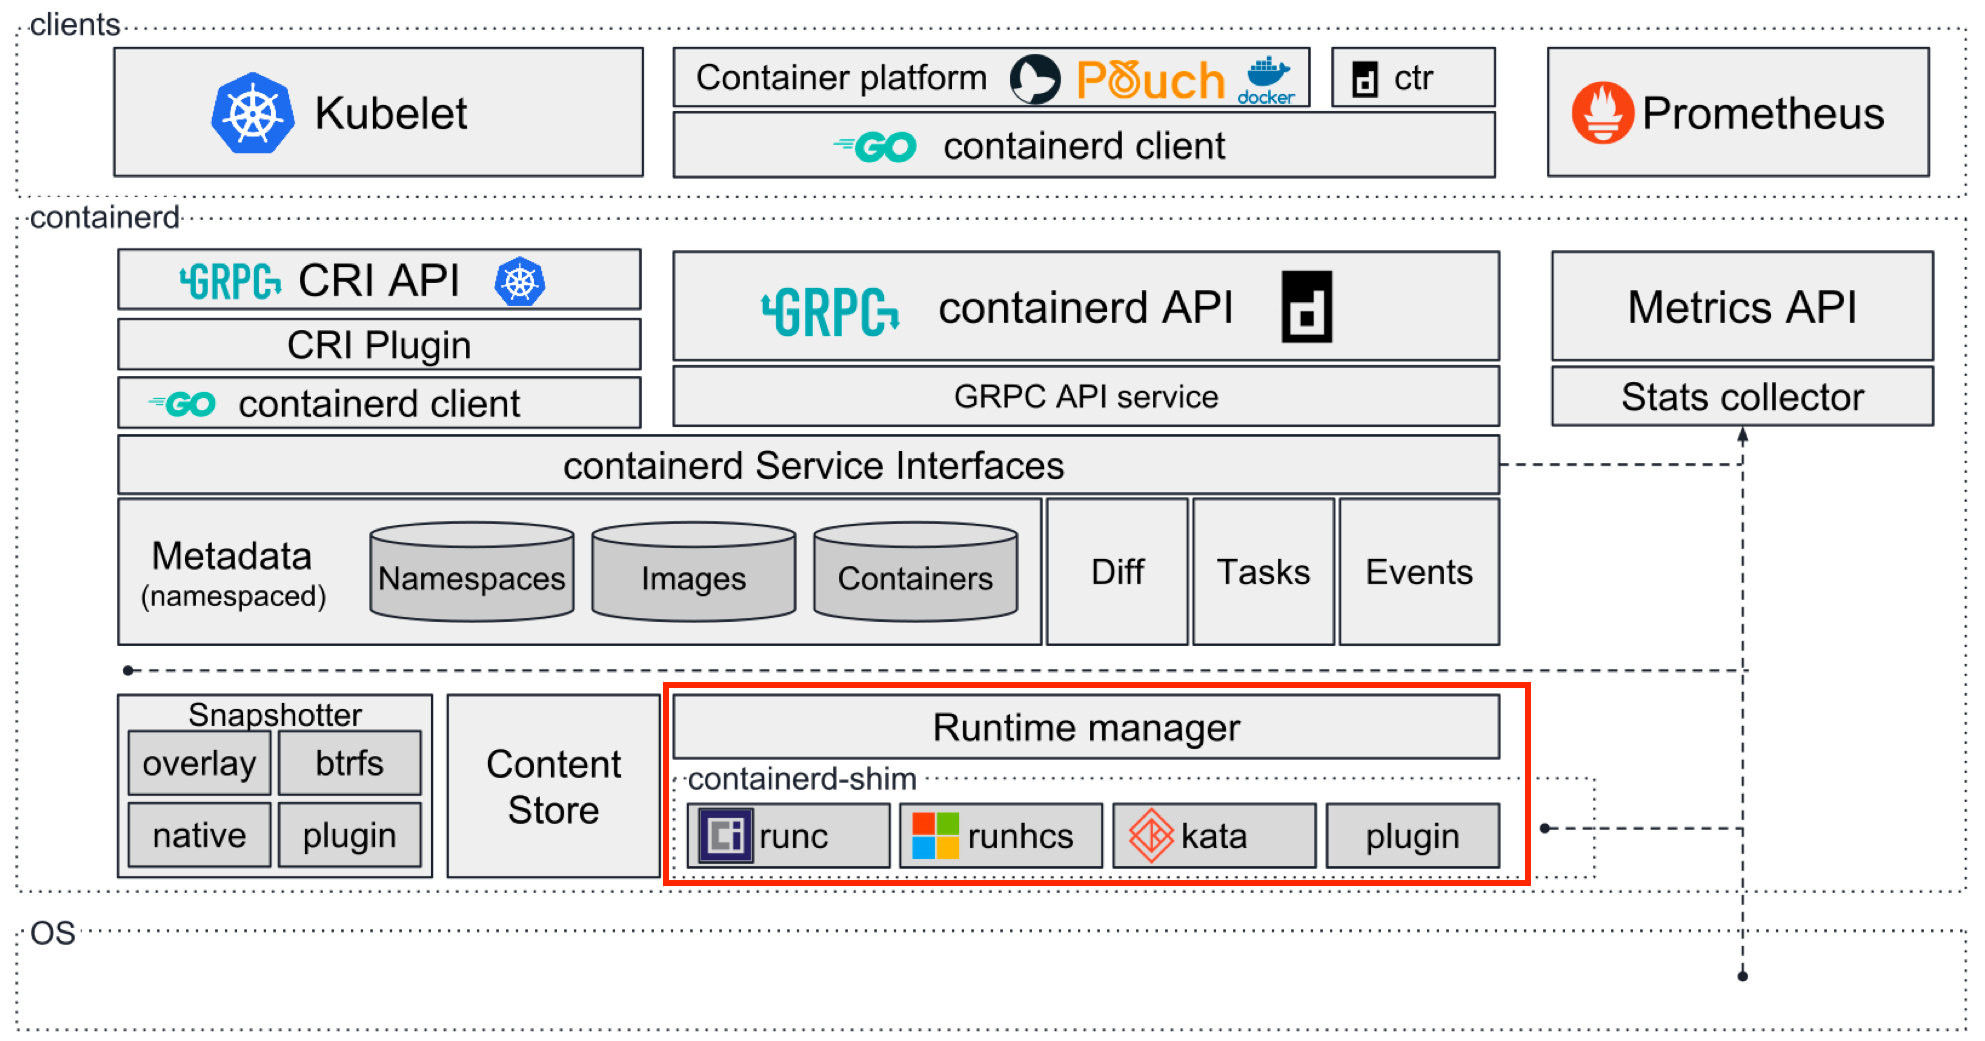 clients
Kubelet
Container platform
Pouch
docker
ctr
GO
containerd client
Prometheus
containerd
GRPC
CRI API
CRI Plugin
GO
containerd client
GRPC
containerd API
d
GRPC API service
Metrics API
Stats collector
containerd Service Interfaces
Metadata
(namespaced)
Namespaces
Images
Containers
Diff
Tasks
Events
Snapshotter
overlay
btrfs
native
plugin
Content
Store
Runtime manager
containerd-shim
runc
runhcs
kata
plugin
OS